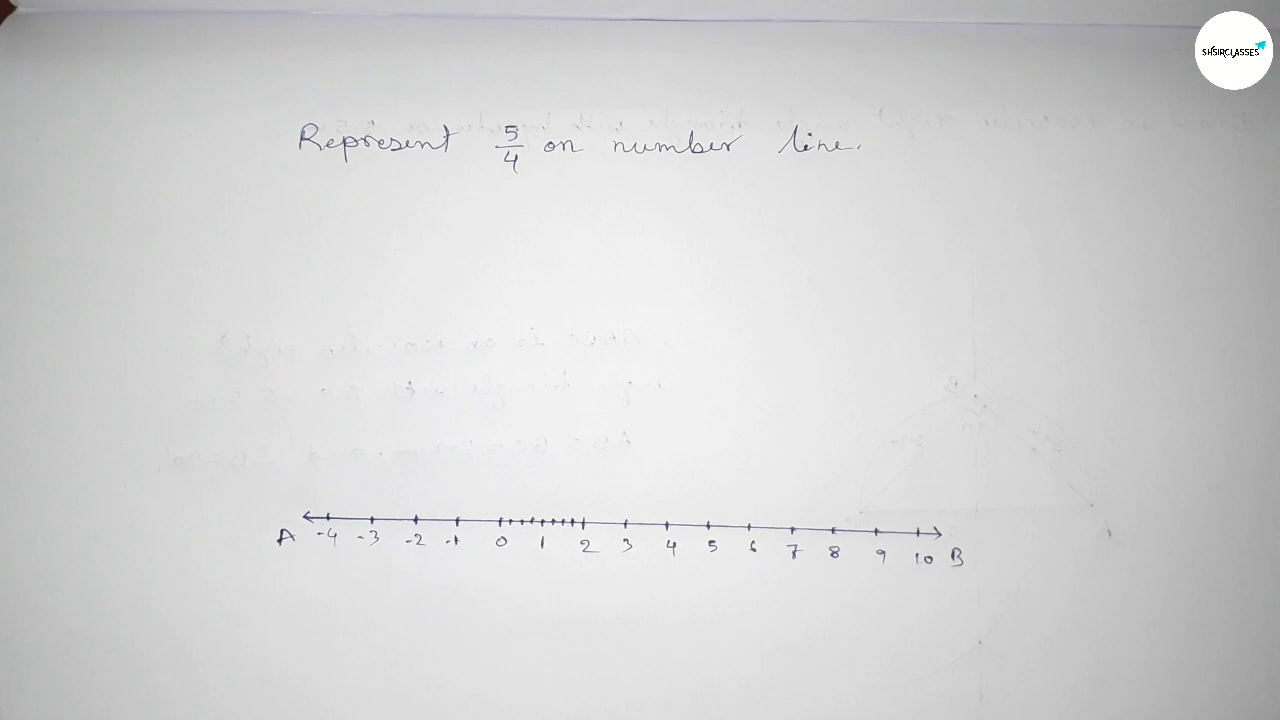 SHSIRCLASSES
Represent 5/4 on number line.
A -4 -3 -2 -1 0 1 2 3 4 5 6 7 8 9 10 B